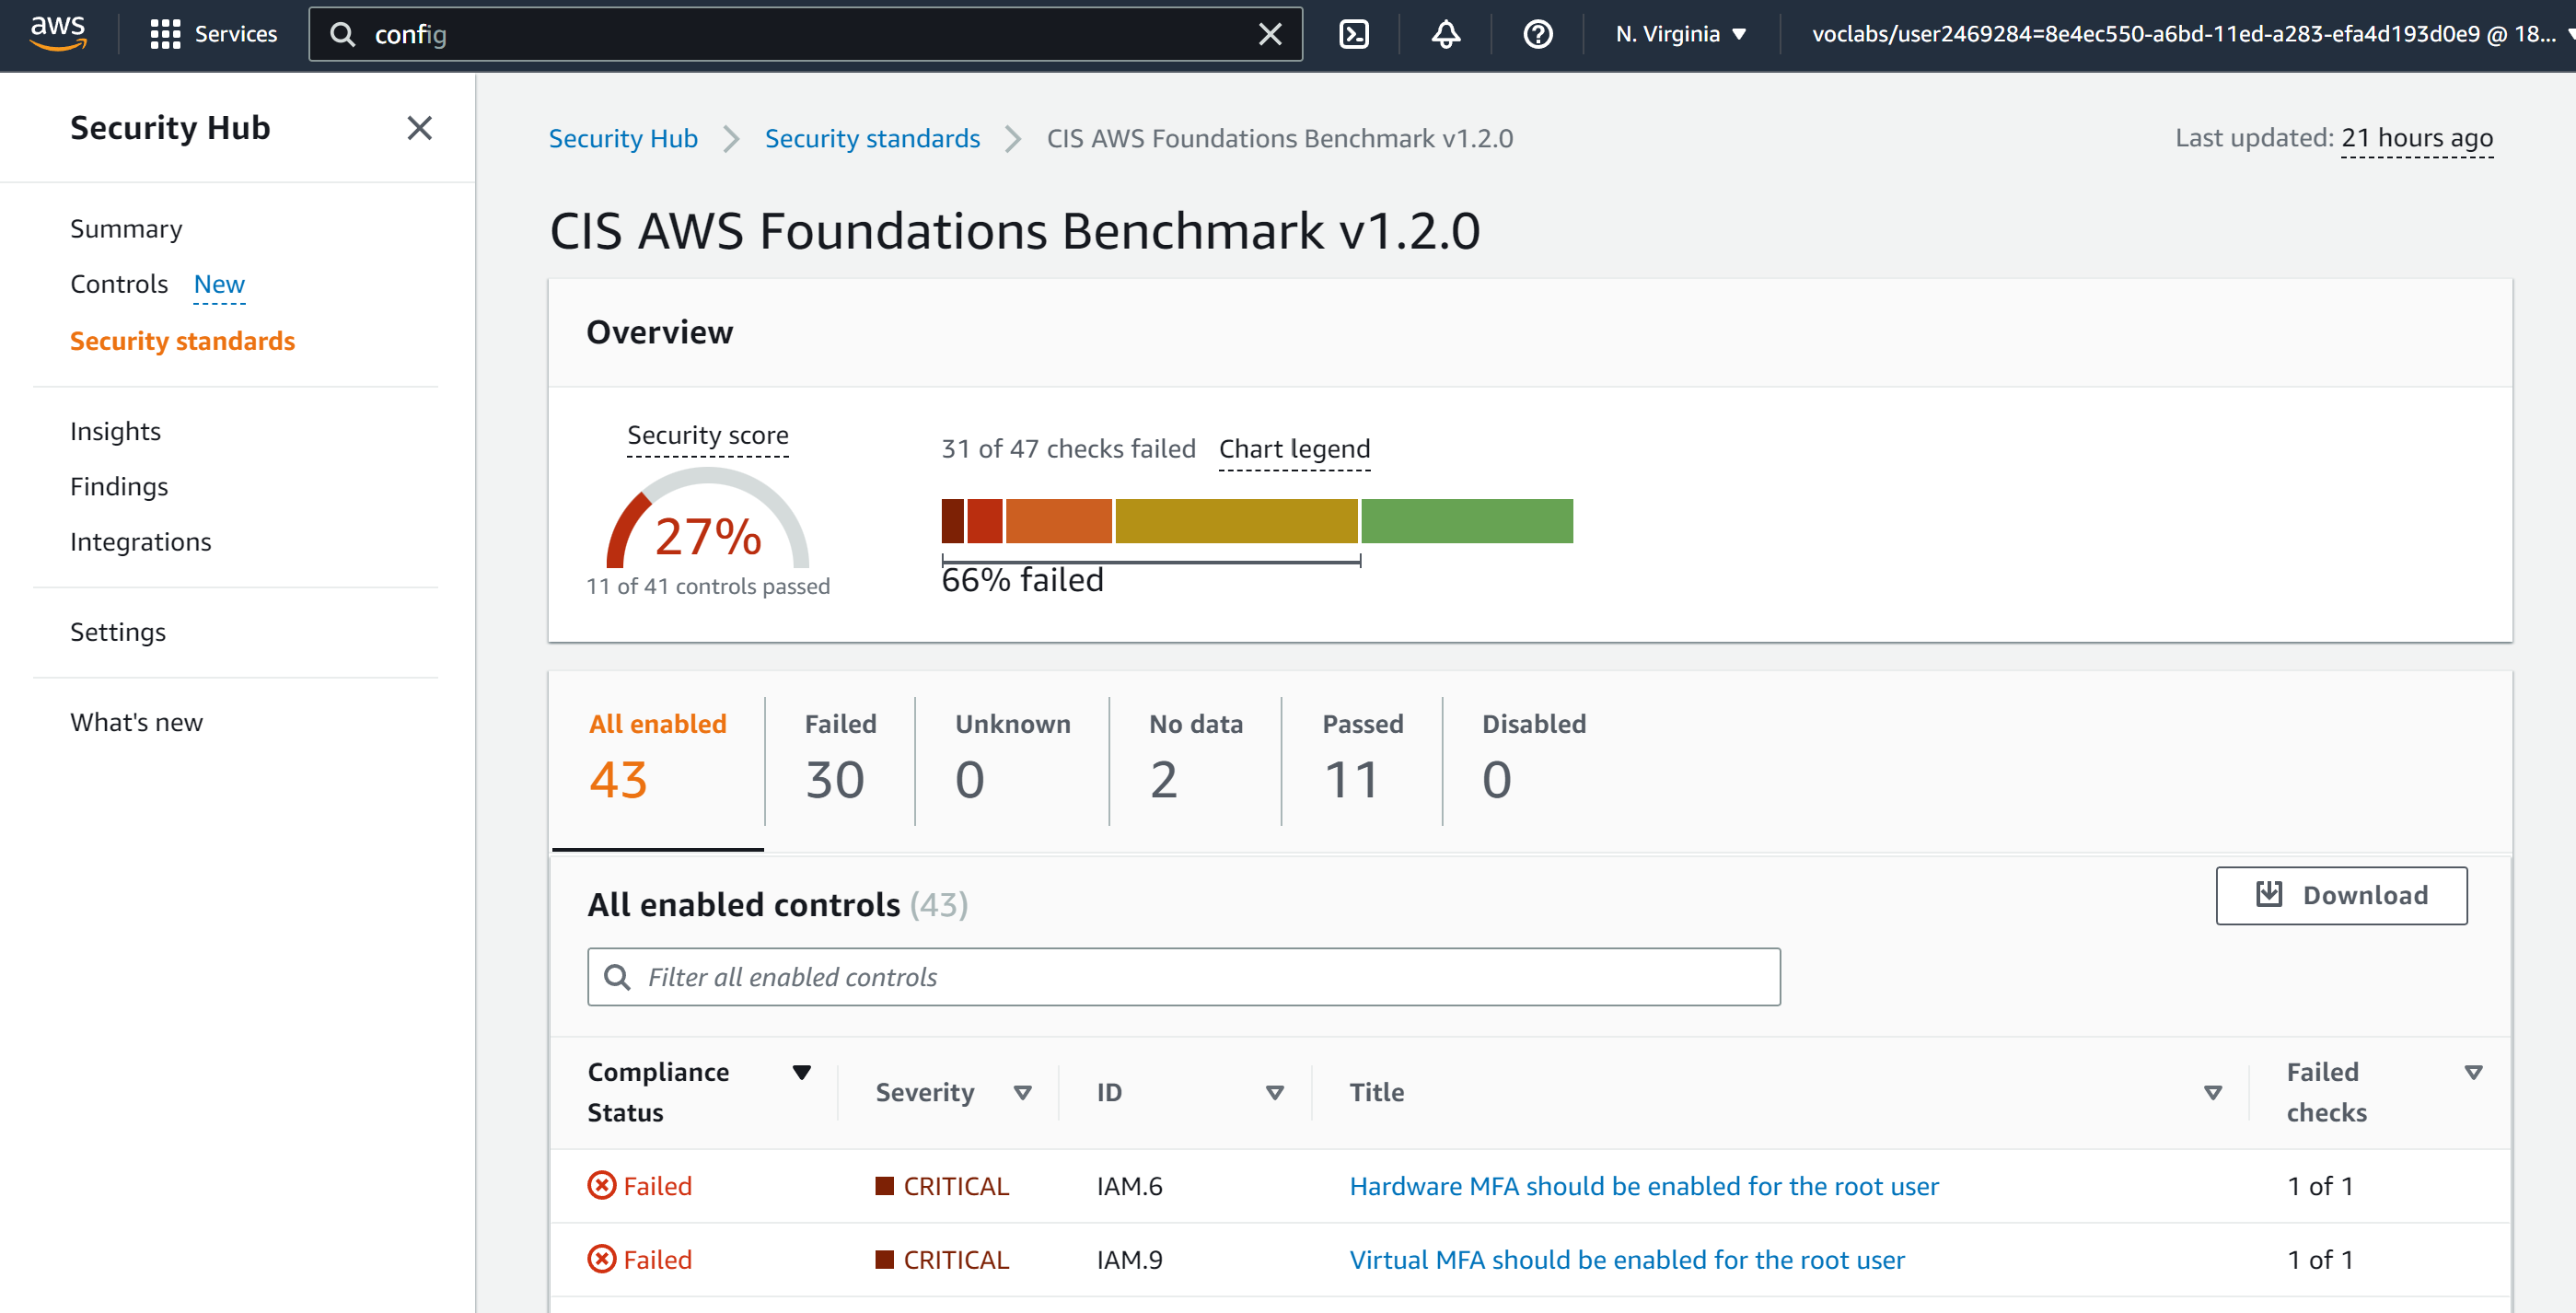 aws
Services
config
N. Virginia
voclabs/user2469284=8e4ec550-a6bd-11ed-a283-efa4d193d0e9 @ 18...
Security Hub
Summary
Controls New
Security standards
Insights
Findings
Integrations
Settings
What's new
Security Hub
Security standards
CIS AWS Foundations Benchmark v1.2.0
Last updated: 21 hours ago
CIS AWS Foundations Benchmark v1.2.0
Overview
Security score
27%
11 of 41 controls passed
31 of 47 checks failed Chart legend
66% failed
All enabled
43
Failed
30
Unknown
0
No data
2
Passed
11
Disabled
0
All enabled controls (43)
Download
Filter all enabled controls
Compliance
Status
Severity
ID
Title
Failed
checks
Failed CRITICAL IAM.6 Hardware MFA should be enabled for the root user 1 of 1
Failed CRITICAL IAM.9 Virtual MFA should be enabled for the root user 1 of 1